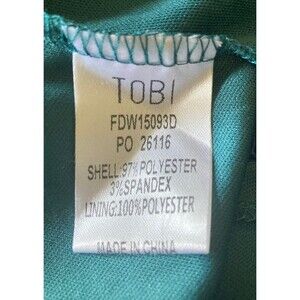 TOBI
FDW15093D
PO 26116
SHELL:97%POLYESTER
3%SPANDEX
LINING:100%POLYESTER
MADE IN CHINA